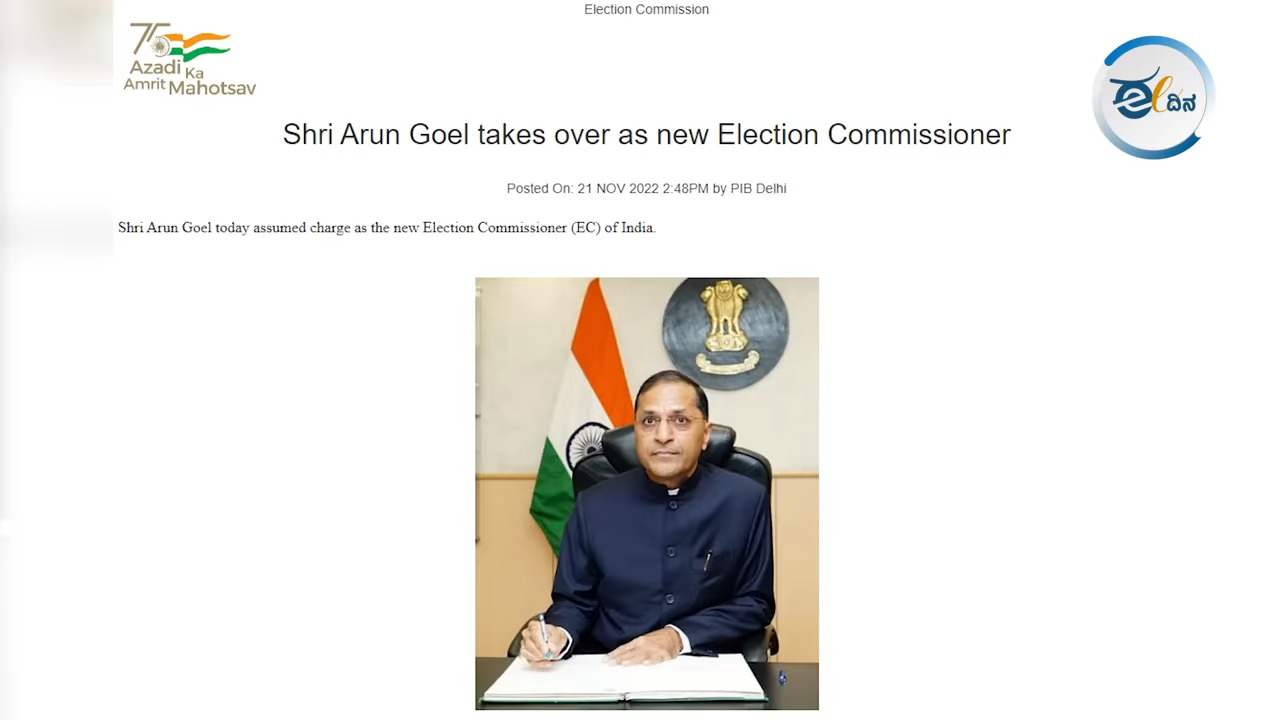 Election Commission
75
Azadi Ka
Amrit Mahotsav
eದಿನ
Shri Arun Goel takes over as new Election Commissioner
Posted On: 21 NOV 2022 2:48PM by PIB Delhi
Shri Arun Goel today assumed charge as the new Election Commissioner (EC) of India.